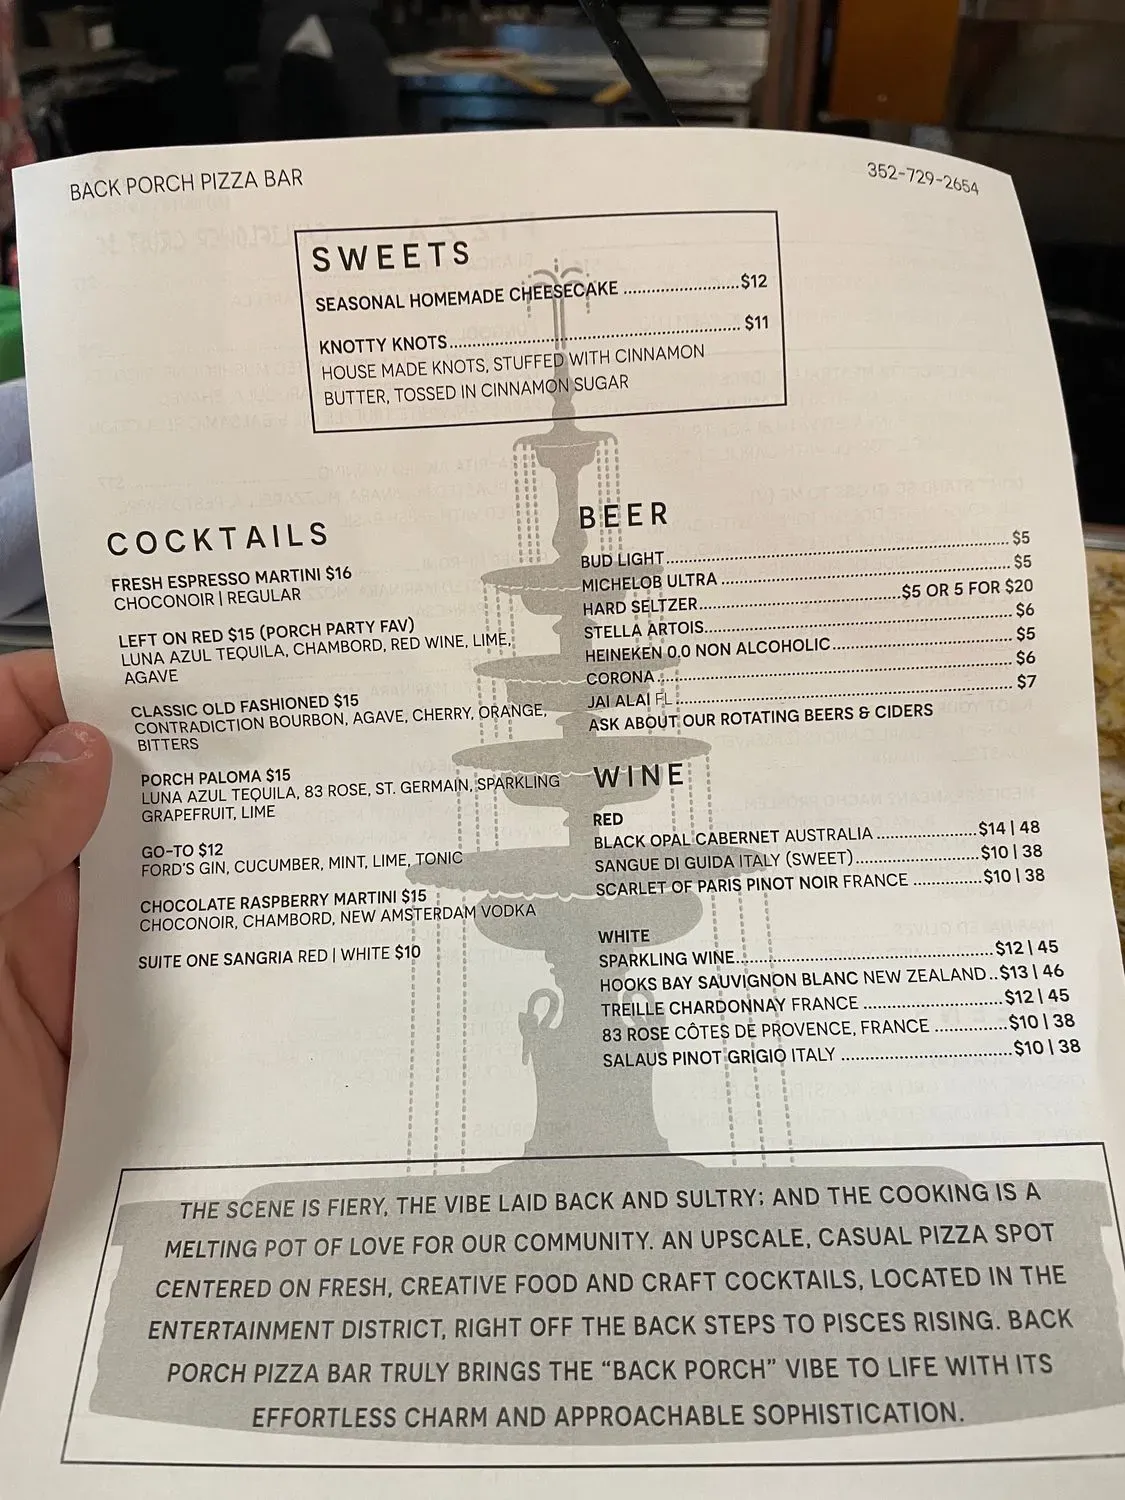 BACK PORCH PIZZA BAR
352-729-2654
SWEETS
SEASONAL HOMEMADE CHEESECAKE ........................$12
KNOTTY KNOTS............................................................ $11
HOUSE MADE KNOTS, STUFFED WITH CINNAMON
BUTTER, TOSSED IN CINNAMON SUGAR
COCKTAILS
FRESH ESPRESSO MARTINI $16
CHOCONOIR | REGULAR
LEFT ON RED $15 (PORCH PARTY FAV)
LUNA AZUL TEQUILA, CHAMBORD, RED WINE, LIME,
AGAVE
CLASSIC OLD FASHIONED $15
CONTRADICTION BOURBON, AGAVE, CHERRY, ORANGE,
BITTERS
PORCH PALOMA $15
LUNA AZUL TEQUILA, 83 ROSE, ST. GERMAIN, SPARKLING
GRAPEFRUIT, LIME
GO-TO $12
FORD'S GIN, CUCUMBER, MINT, LIME, TONIC
CHOCOLATE RASPBERRY MARTINI $15
CHOCONOIR, CHAMBORD, NEW AMSTERDAM VODKA
SUITE ONE SANGRIA RED | WHITE $10
BEER
BUD LIGHT...................................................................... $5
MICHELOB ULTRA .......................................................... $5
HARD SELTZER.........................................$5 OR 5 FOR $20
STELLA ARTOIS............................................................... $6
HEINEKEN 0.0 NON ALCOHOLIC..................................... $5
CORONA......................................................................... $6
JAI ALAI FL..................................................................... $7
ASK ABOUT OUR ROTATING BEERS & CIDERS
WINE
RED
BLACK OPAL CABERNET AUSTRALIA ....................$14 | 48
SANGUE DI GUIDA ITALY (SWEET).........................$10 | 38
SCARLET OF PARIS PINOT NOIR FRANCE ..............$10 | 38
WHITE
SPARKLING WINE....................................................$12 | 45
HOOKS BAY SAUVIGNON BLANC NEW ZEALAND..$13 | 46
TREILLE CHARDONNAY FRANCE ...........................$12 | 45
83 ROSE CÔTES DE PROVENCE, FRANCE ..............$10 | 38
SALAUS PINOT GRIGIO ITALY .................................$10 | 38
THE SCENE IS FIERY, THE VIBE LAID BACK AND SULTRY; AND THE COOKING IS A
MELTING POT OF LOVE FOR OUR COMMUNITY. AN UPSCALE, CASUAL PIZZA SPOT
CENTERED ON FRESH, CREATIVE FOOD AND CRAFT COCKTAILS, LOCATED IN THE
ENTERTAINMENT DISTRICT, RIGHT OFF THE BACK STEPS TO PISCES RISING. BACK
PORCH PIZZA BAR TRULY BRINGS THE “BACK PORCH” VIBE TO LIFE WITH ITS
EFFORTLESS CHARM AND APPROACHABLE SOPHISTICATION.